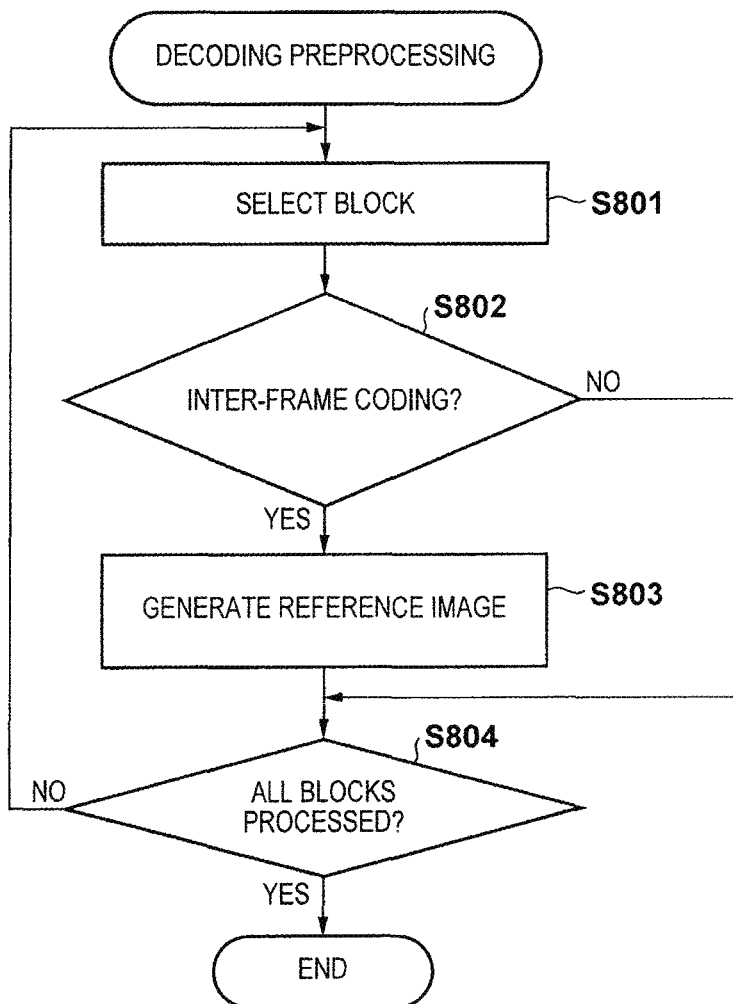 DECODING PREPROCESSING
SELECT BLOCK
S801
S802
INTER-FRAME CODING?
NO
YES
GENERATE REFERENCE IMAGE
S803
S804
ALL BLOCKS
PROCESSED?
NO
YES
END